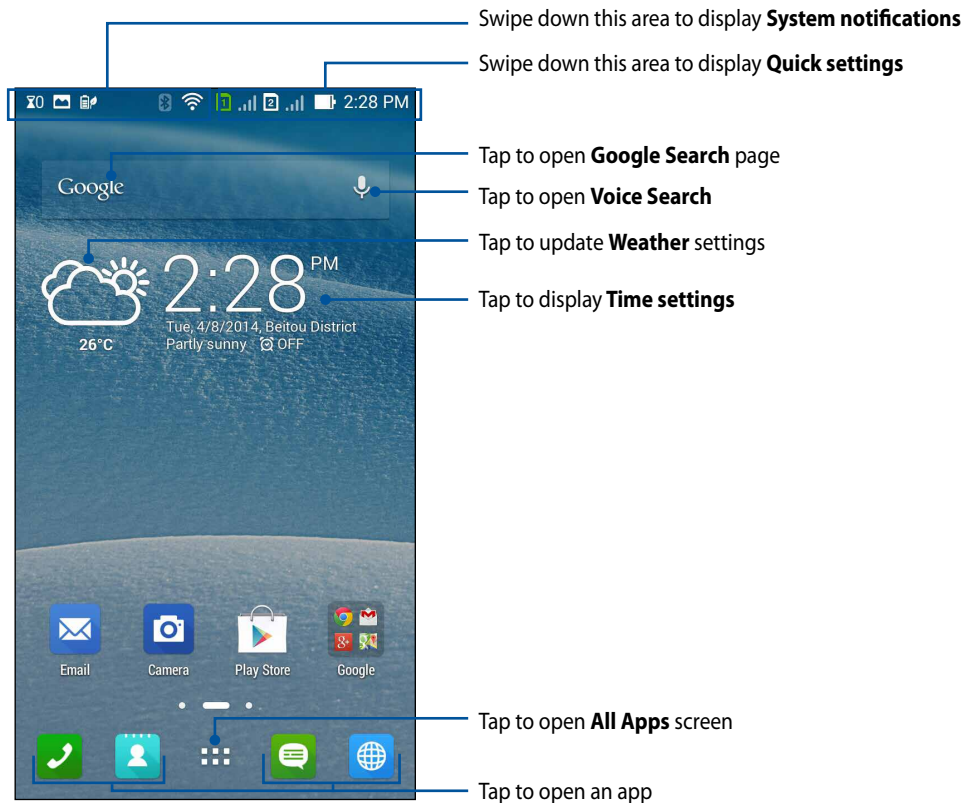 Swipe down this area to display System notifications
Swipe down this area to display Quick settings
0 1 2 2:28 PM
Tap to open Google Search page
Google
Tap to open Voice Search
Tap to update Weather settings
2:28 PM
Tap to display Time settings
Tue, 4/8/2014, Beitou District
26°C Partly sunny OFF
Email Camera Play Store Google
Tap to open All Apps screen
Tap to open an app